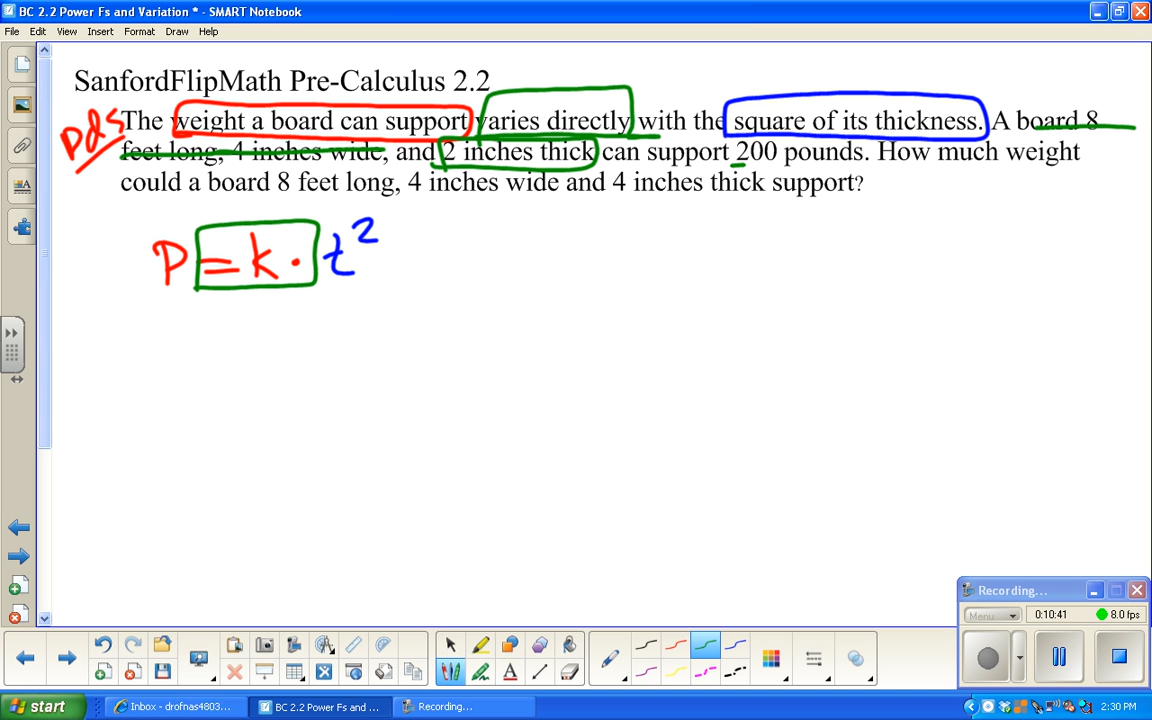 BC 2.2 Power Fs and Variation * - SMART Notebook
File Edit View Insert Format Draw Help
SanfordFlipMath Pre-Calculus 2.2
pds
The weight a board can support varies directly with the square of its thickness. A board 8
feet long, 4 inches wide, and 2 inches thick can support 200 pounds. How much weight
could a board 8 feet long, 4 inches wide and 4 inches thick support?
P = k · t²
Recording...
Menu 0:10:41 8.0 fps
start Inbox - drofnas4803... BC 2.2 Power Fs and ... Recording... 2:30 PM